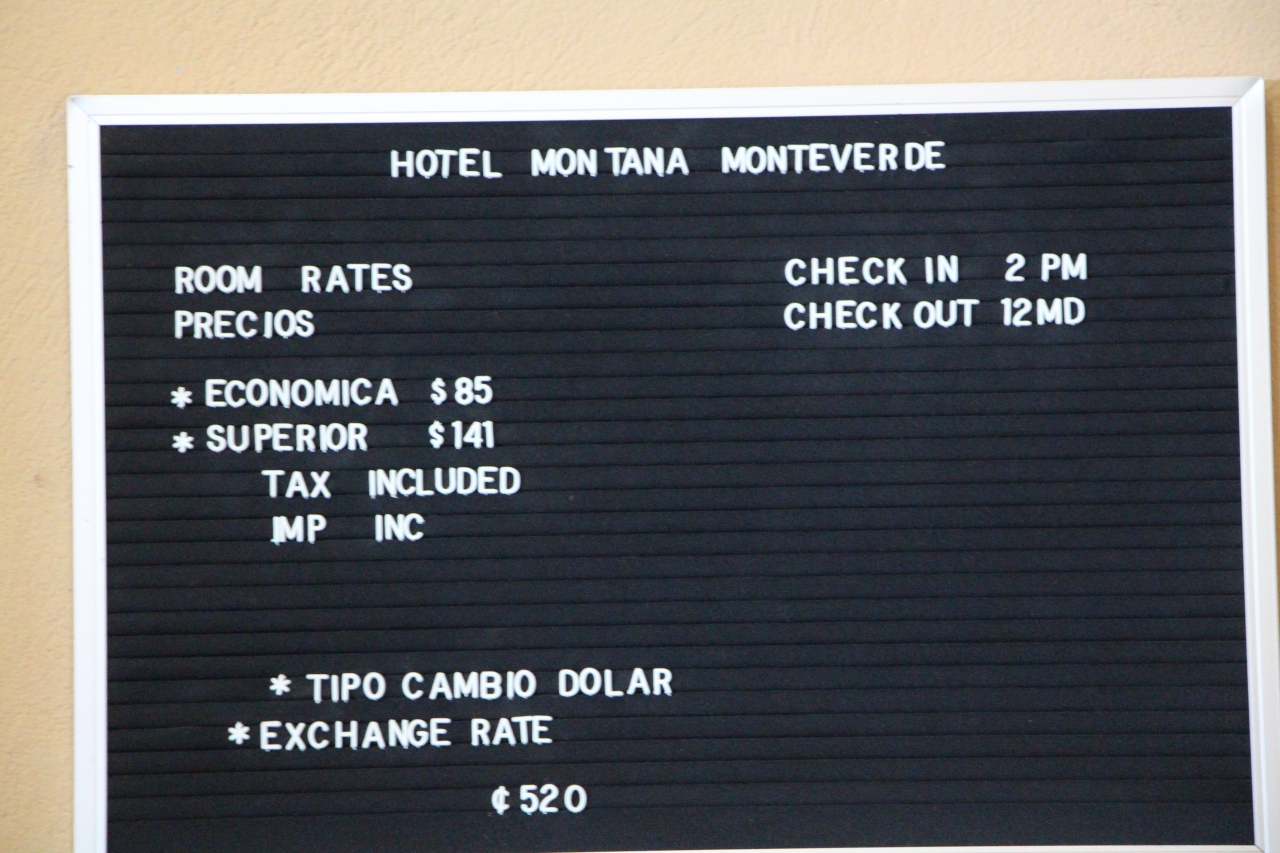 HOTEL MONTANA MONTEVERDE
ROOM RATES
PRECIOS
CHECK IN 2 PM
CHECK OUT 12MD
* ECONOMICA $85
* SUPERIOR $141
TAX INCLUDED
IMP INC
* TIPO CAMBIO DOLAR
* EXCHANGE RATE
¢520